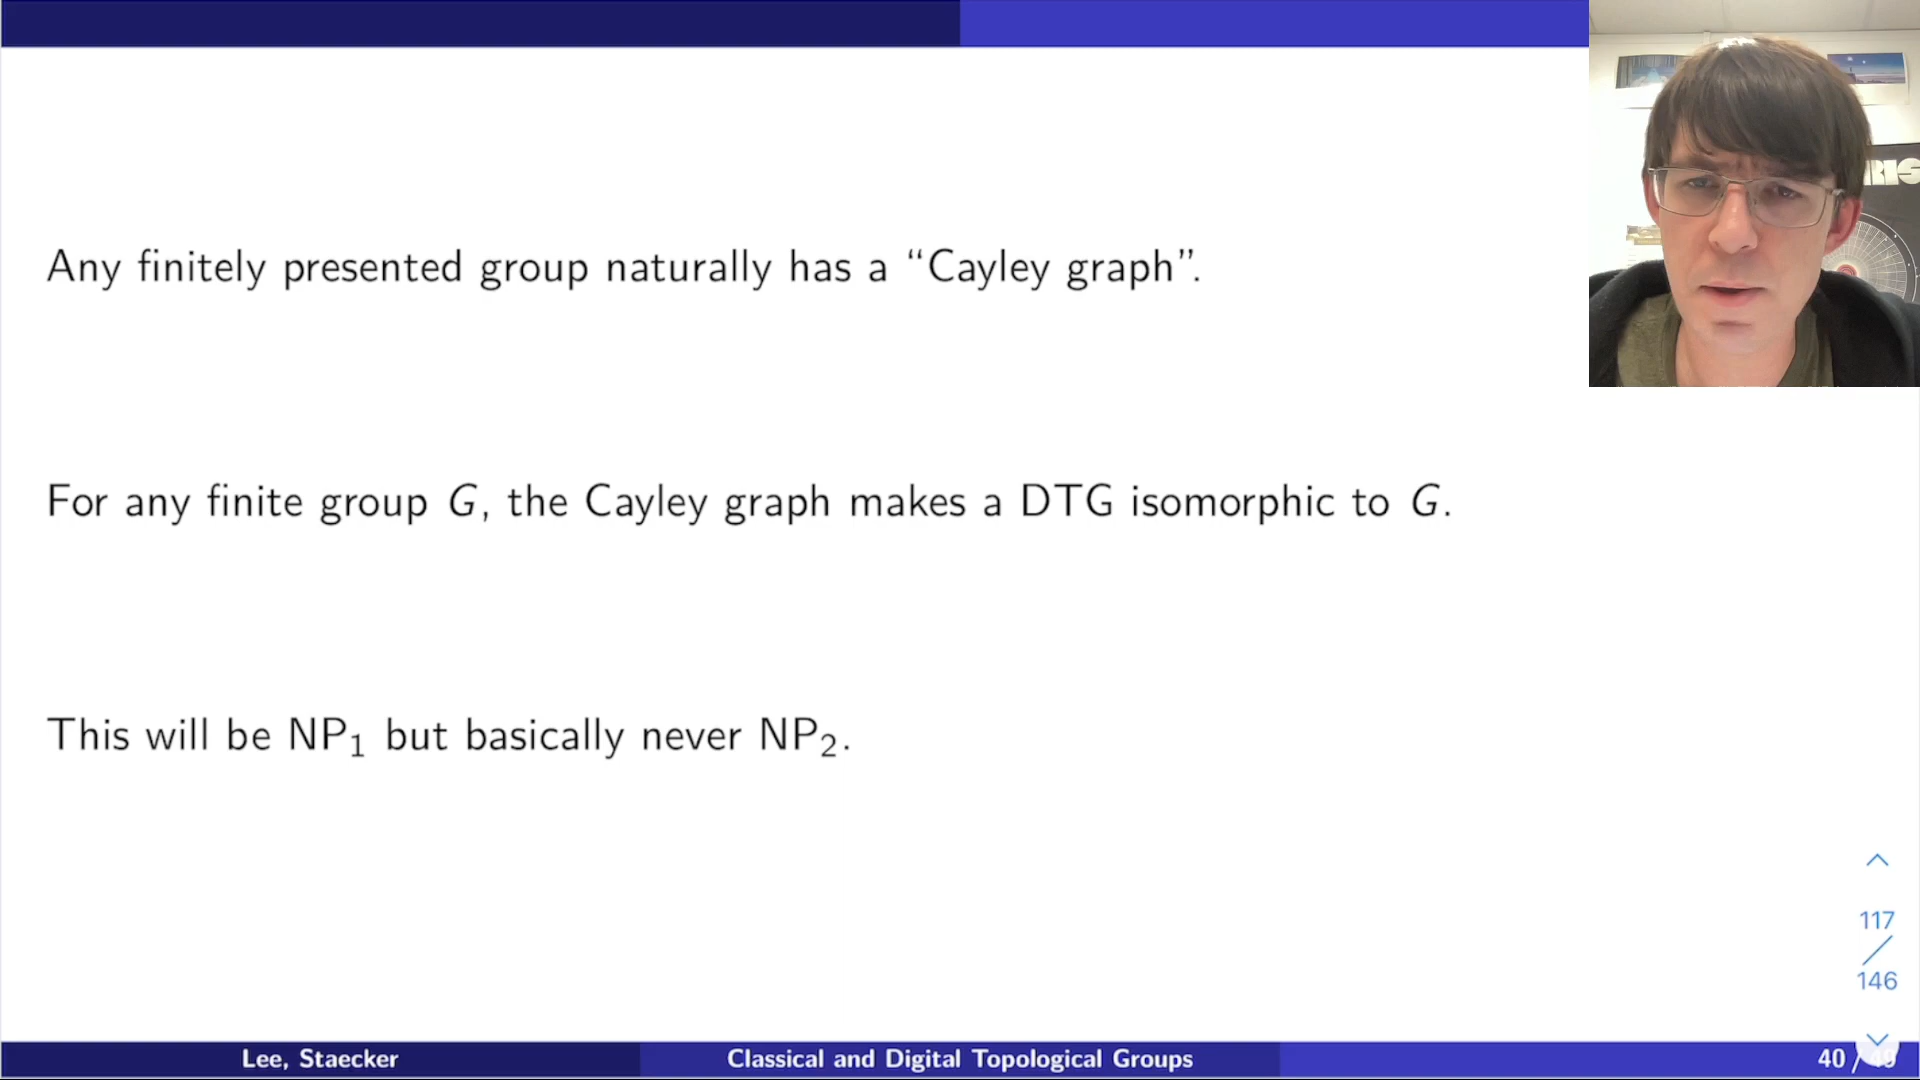 Any finitely presented group naturally has a “Cayley graph”.
For any finite group G, the Cayley graph makes a DTG isomorphic to G.
This will be NP₁ but basically never NP₂.
117
/
146
Lee, Staecker
Classical and Digital Topological Groups
40 / 49